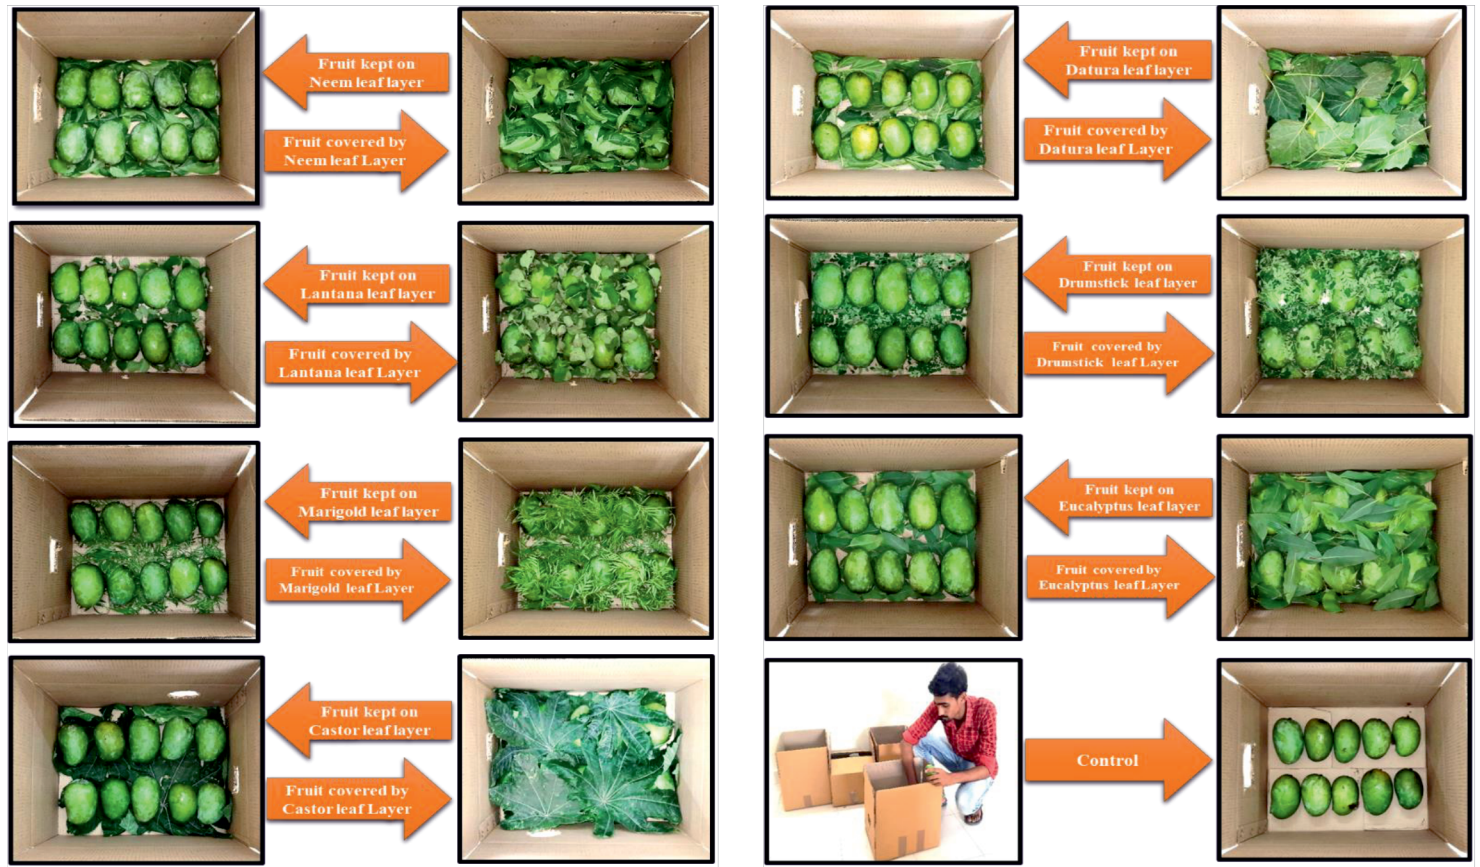 Fruit kept on
Neem leaf layer
Fruit covered by
Neem leaf Layer
Fruit kept on
Lantana leaf layer
Fruit covered by
Lantana leaf Layer
Fruit kept on
Marigold leaf layer
Fruit covered by
Marigold leaf Layer
Fruit kept on
Castor leaf layer
Fruit covered by
Castor leaf Layer
Fruit kept on
Datura leaf layer
Fruit covered by
Datura leaf Layer
Fruit kept on
Drumstick leaf layer
Fruit covered by
Drumstick leaf Layer
Fruit kept on
Eucalyptus leaf layer
Fruit covered by
Eucalyptus leaf Layer
Control